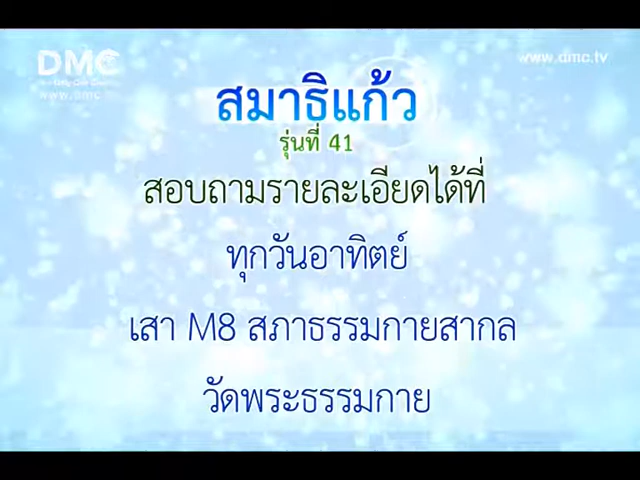 DMC
www.dmc.tv
www.dmc.
สมาธิแก้ว
รุ่นที่ 41
สอบถามรายละเอียดได้ที่
ทุกวันอาทิตย์
เสา M8 สภาธรรมกายสากล
วัดพระธรรมกาย